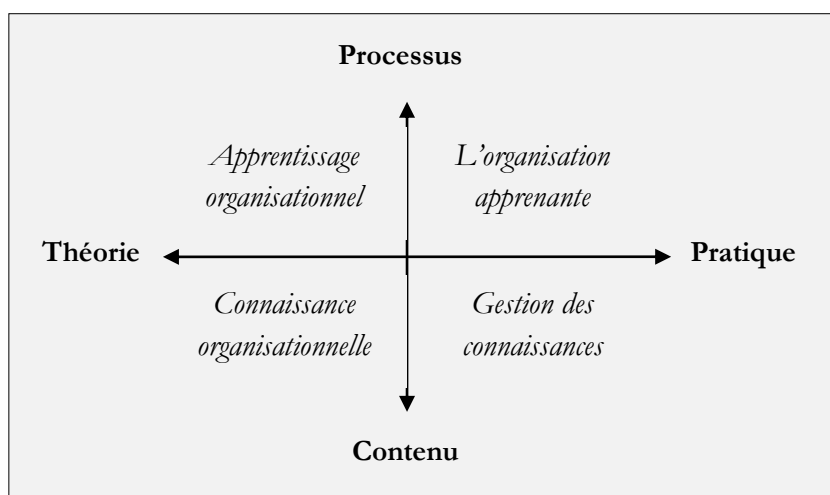 Processus
Apprentissage
organisationnel
L'organisation
apprenante
Théorie
Pratique
Connaissance
organisationnelle
Gestion des
connaissances
Contenu